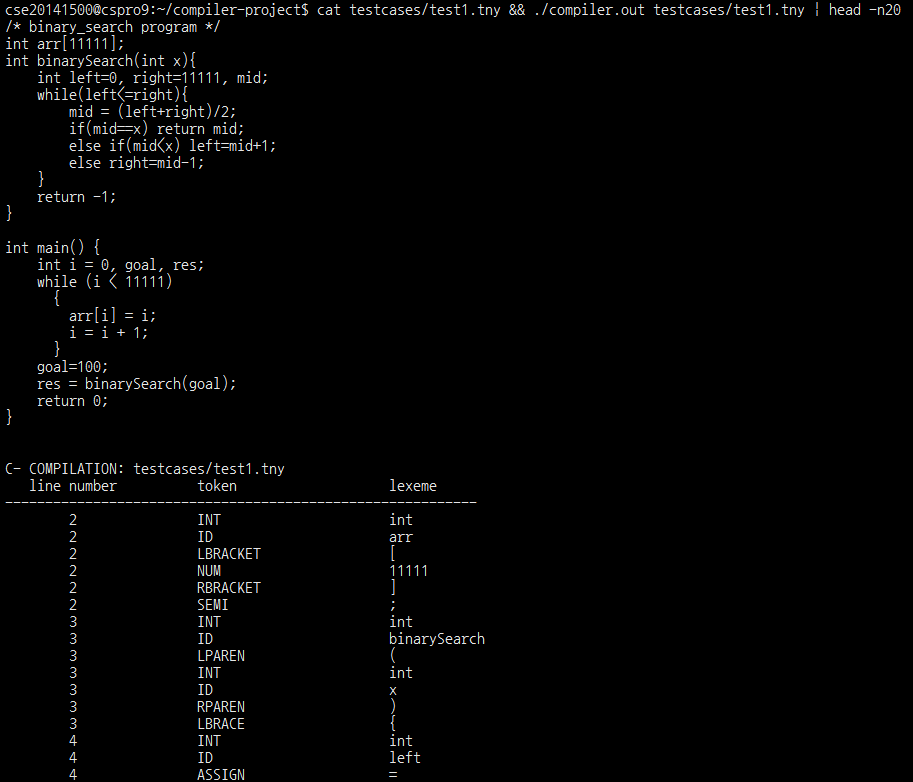 cse20141500@cspro9:~/compiler-project$ cat testcases/test1.tny && ./compiler.out testcases/test1.tny | head -n20
/* binary_search program */
int arr[11111];
int binarySearch(int x){
    int left=0, right=11111, mid;
    while(left<=right){
        mid = (left+right)/2;
        if(mid==x) return mid;
        else if(mid<x) left=mid+1;
        else right=mid-1;
    }
    return -1;
}

int main() {
    int i = 0, goal, res;
    while (i < 11111)
      {
        arr[i] = i;
        i = i + 1;
      }
    goal=100;
    res = binarySearch(goal);
    return 0;
}


C- COMPILATION: testcases/test1.tny
   line number          token                   lexeme
-----------------------------------------------------------
        2               INT                     int
        2               ID                      arr
        2               LBRACKET                [
        2               NUM                     11111
        2               RBRACKET                ]
        2               SEMI                    ;
        3               INT                     int
        3               ID                      binarySearch
        3               LPAREN                  (
        3               INT                     int
        3               ID                      x
        3               RPAREN                  )
        3               LBRACE                  {
        4               INT                     int
        4               ID                      left
        4               ASSIGN                  =